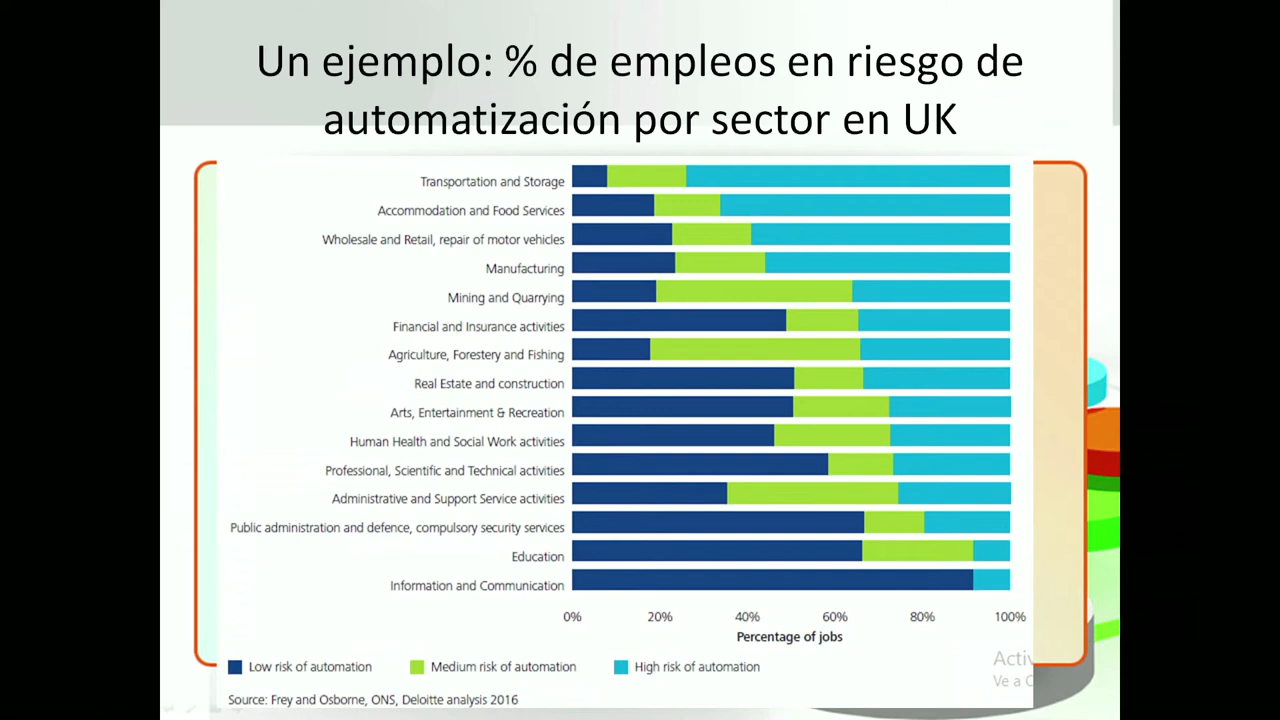 Un ejemplo: % de empleos en riesgo de
automatización por sector en UK
Transportation and Storage
Accommodation and Food Services
Wholesale and Retail, repair of motor vehicles
Manufacturing
Mining and Quarrying
Financial and Insurance activities
Agriculture, Forestery and Fishing
Real Estate and construction
Arts, Entertainment & Recreation
Human Health and Social Work activities
Professional, Scientific and Technical activities
Administrative and Support Service activities
Public administration and defence, compulsory security services
Education
Information and Communication
0% 20% 40% 60% 80% 100%
Percentage of jobs
Low risk of automation Medium risk of automation High risk of automation
Source: Frey and Osborne, ONS, Deloitte analysis 2016
Ve a